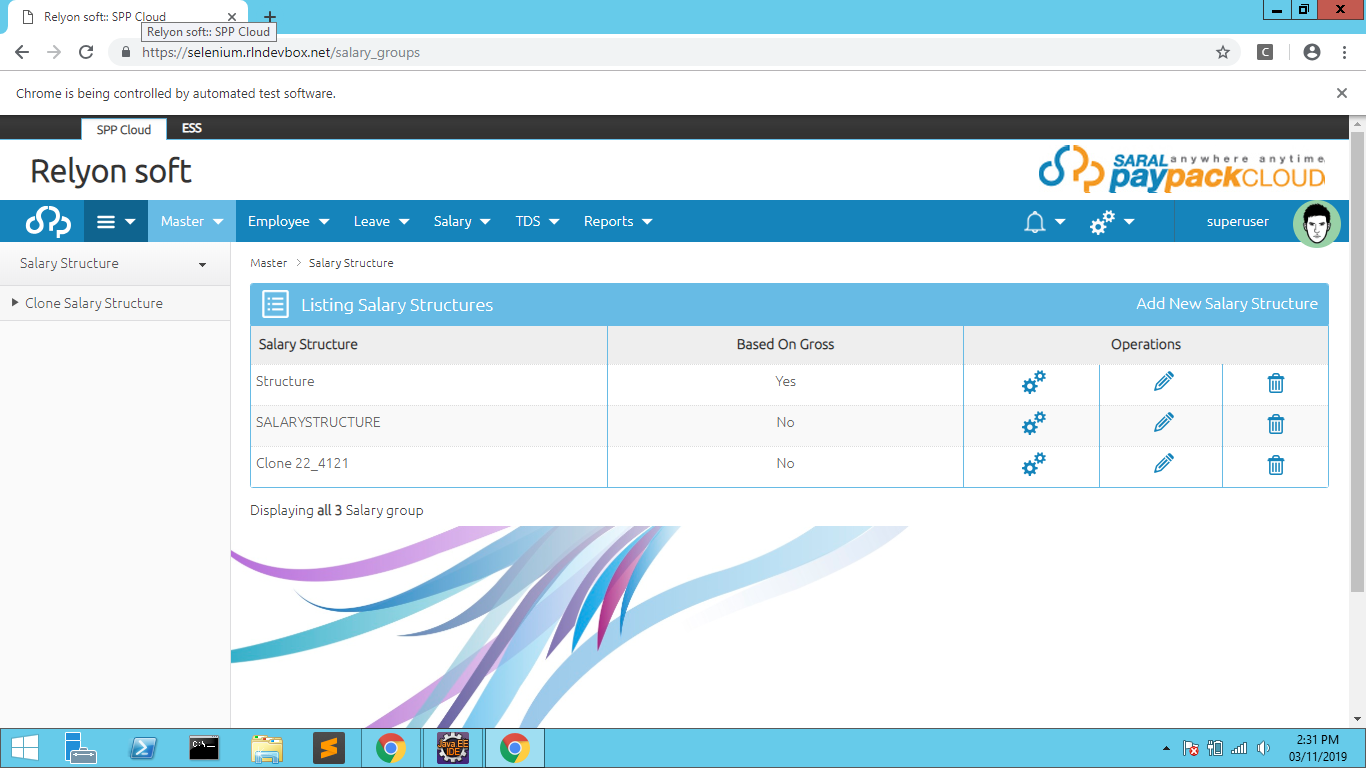 Relyon soft:: SPP Cloud
Relyon soft:: SPP Cloud
https://selenium.rlndevbox.net/salary_groups
C
Chrome is being controlled by automated test software.
SPP Cloud ESS
Relyon soft
SARAL anywhere anytime
paypackCLOUD
Master Employee Leave Salary TDS Reports superuser
Salary Structure
Clone Salary Structure
Master > Salary Structure
Listing Salary Structures Add New Salary Structure
Salary Structure Based On Gross Operations
Structure Yes
SALARYSTRUCTURE No
Clone 22_4121 No
Displaying all 3 Salary group
C:\_
Java EE
IDE
2:31 PM
03/11/2019